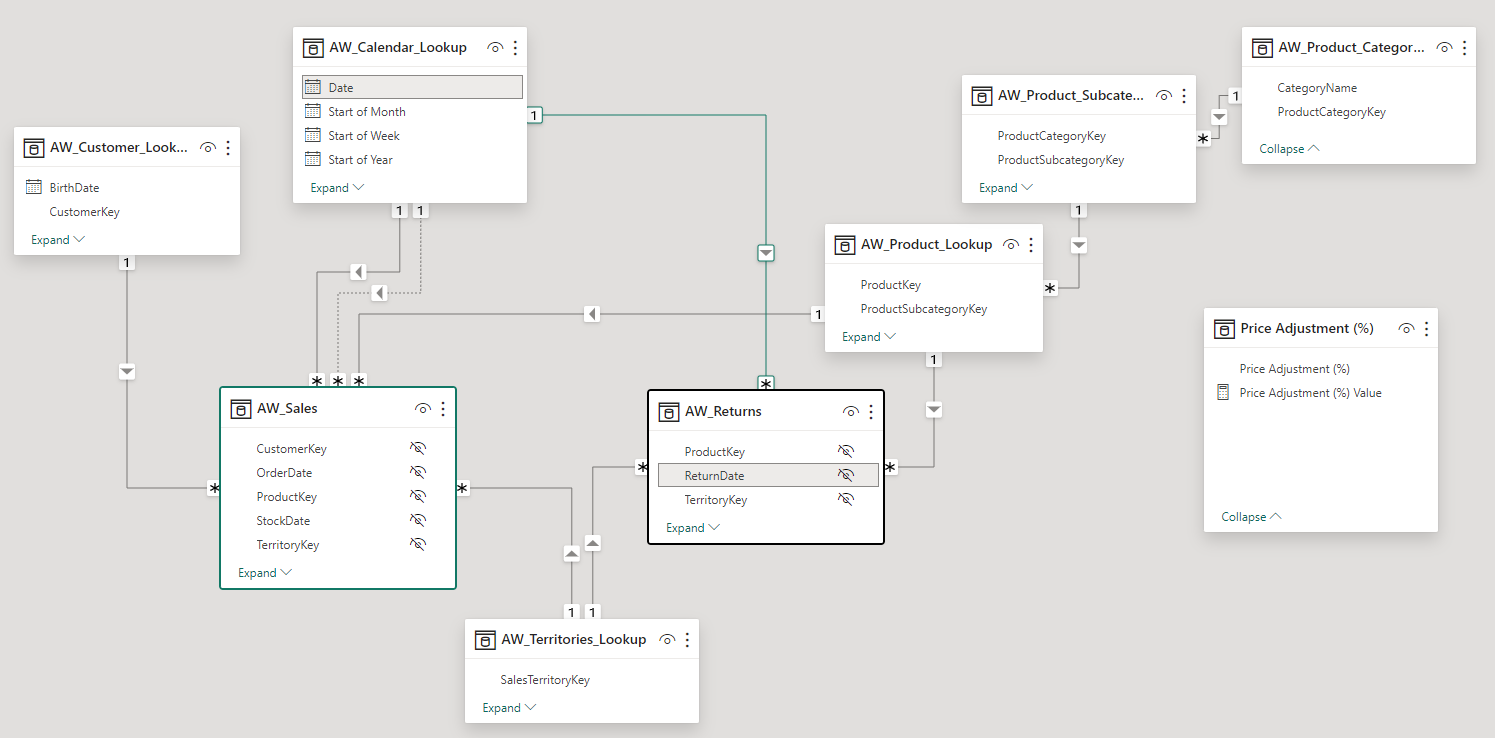 AW_Calendar_Lookup
Date
Start of Month
Start of Week
Start of Year
Expand
1
1
1
AW_Customer_Look...
BirthDate
CustomerKey
Expand
1
*
AW_Product_Categor...
CategoryName
ProductCategoryKey
Collapse
1
*
AW_Product_Subcate...
ProductCategoryKey
ProductSubcategoryKey
Expand
1
*
AW_Product_Lookup
ProductKey
ProductSubcategoryKey
Expand
1
1
Price Adjustment (%)
Price Adjustment (%)
Price Adjustment (%) Value
Collapse
* * *
AW_Sales
CustomerKey
OrderDate
ProductKey
StockDate
TerritoryKey
Expand
*
*
AW_Returns
ProductKey
ReturnDate
TerritoryKey
Expand
*
*
1 1
AW_Territories_Lookup
SalesTerritoryKey
Expand